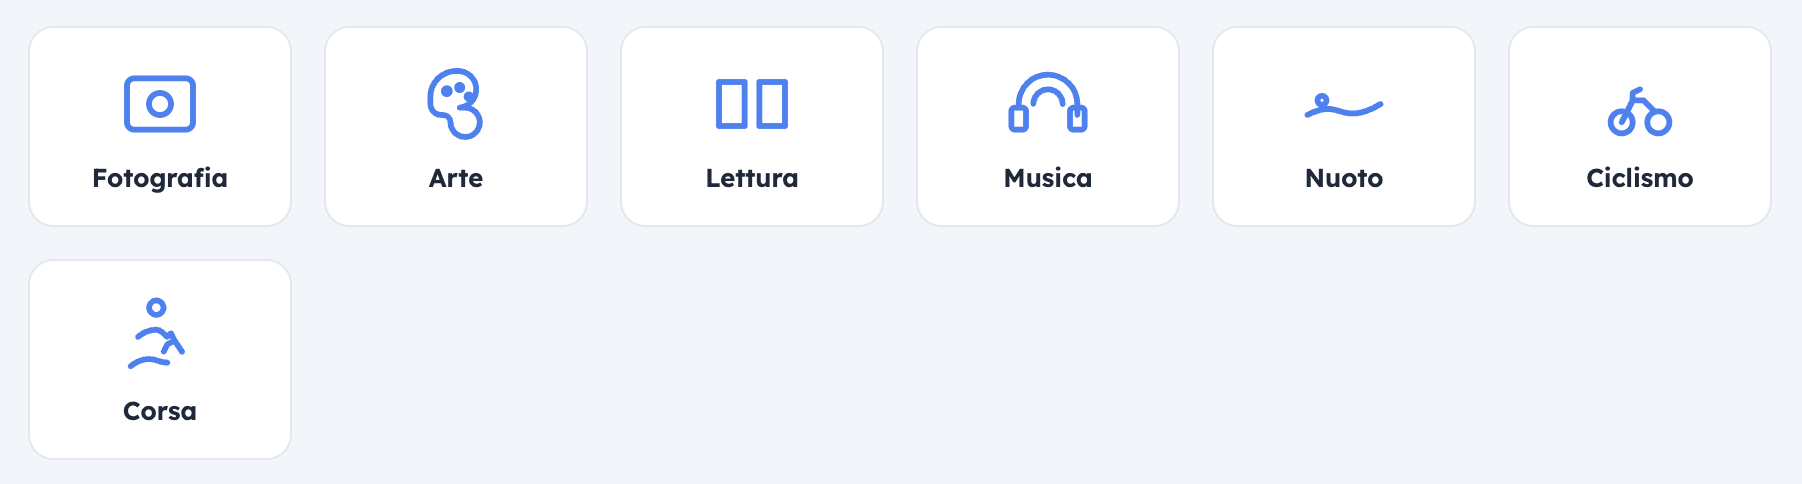 Fotografia
Arte
Lettura
Musica
Nuoto
Ciclismo
Corsa